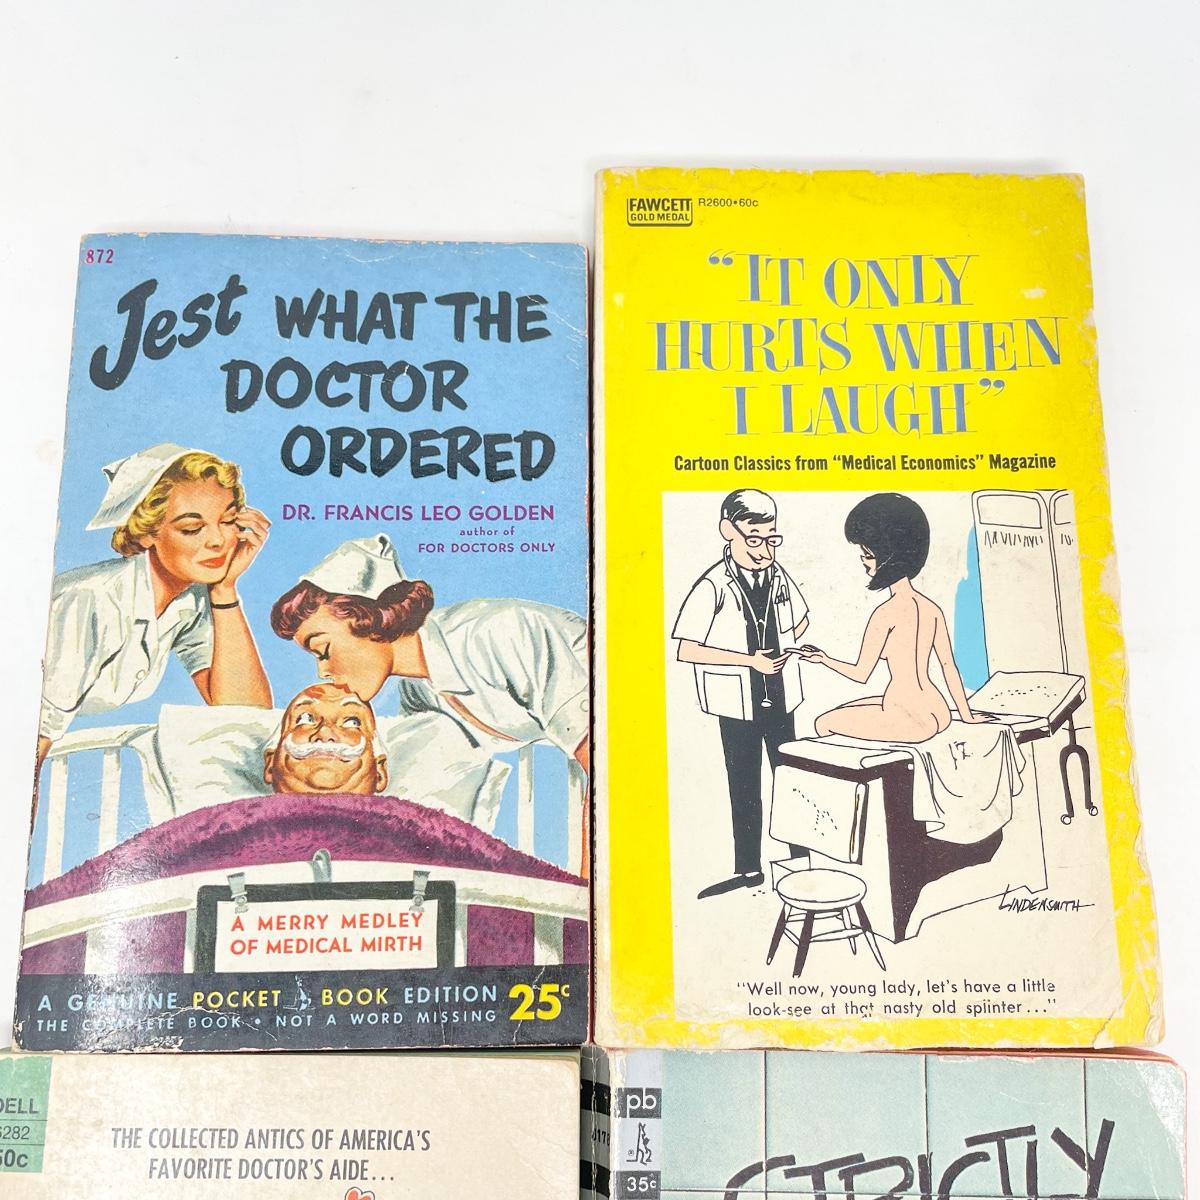 872
Jest WHAT THE
DOCTOR
ORDERED
DR. FRANCIS LEO GOLDEN
author of
FOR DOCTORS ONLY
A MERRY MEDLEY
OF MEDICAL MIRTH
A GENUINE POCKET BOOK EDITION 25c
THE COMPLETE BOOK • NOT A WORD MISSING
FAWCETT
GOLD MEDAL
R2600•60c
"IT ONLY
HURTS WHEN
I LAUGH"
Cartoon Classics from "Medical Economics" Magazine
LINDENSMITH
"Well now, young lady, let's have a little
look-see at that nasty old splinter..."
DELL
6282
50c
THE COLLECTED ANTICS OF AMERICA'S
FAVORITE DOCTOR'S AIDE...
pb
35c
STRICTLY